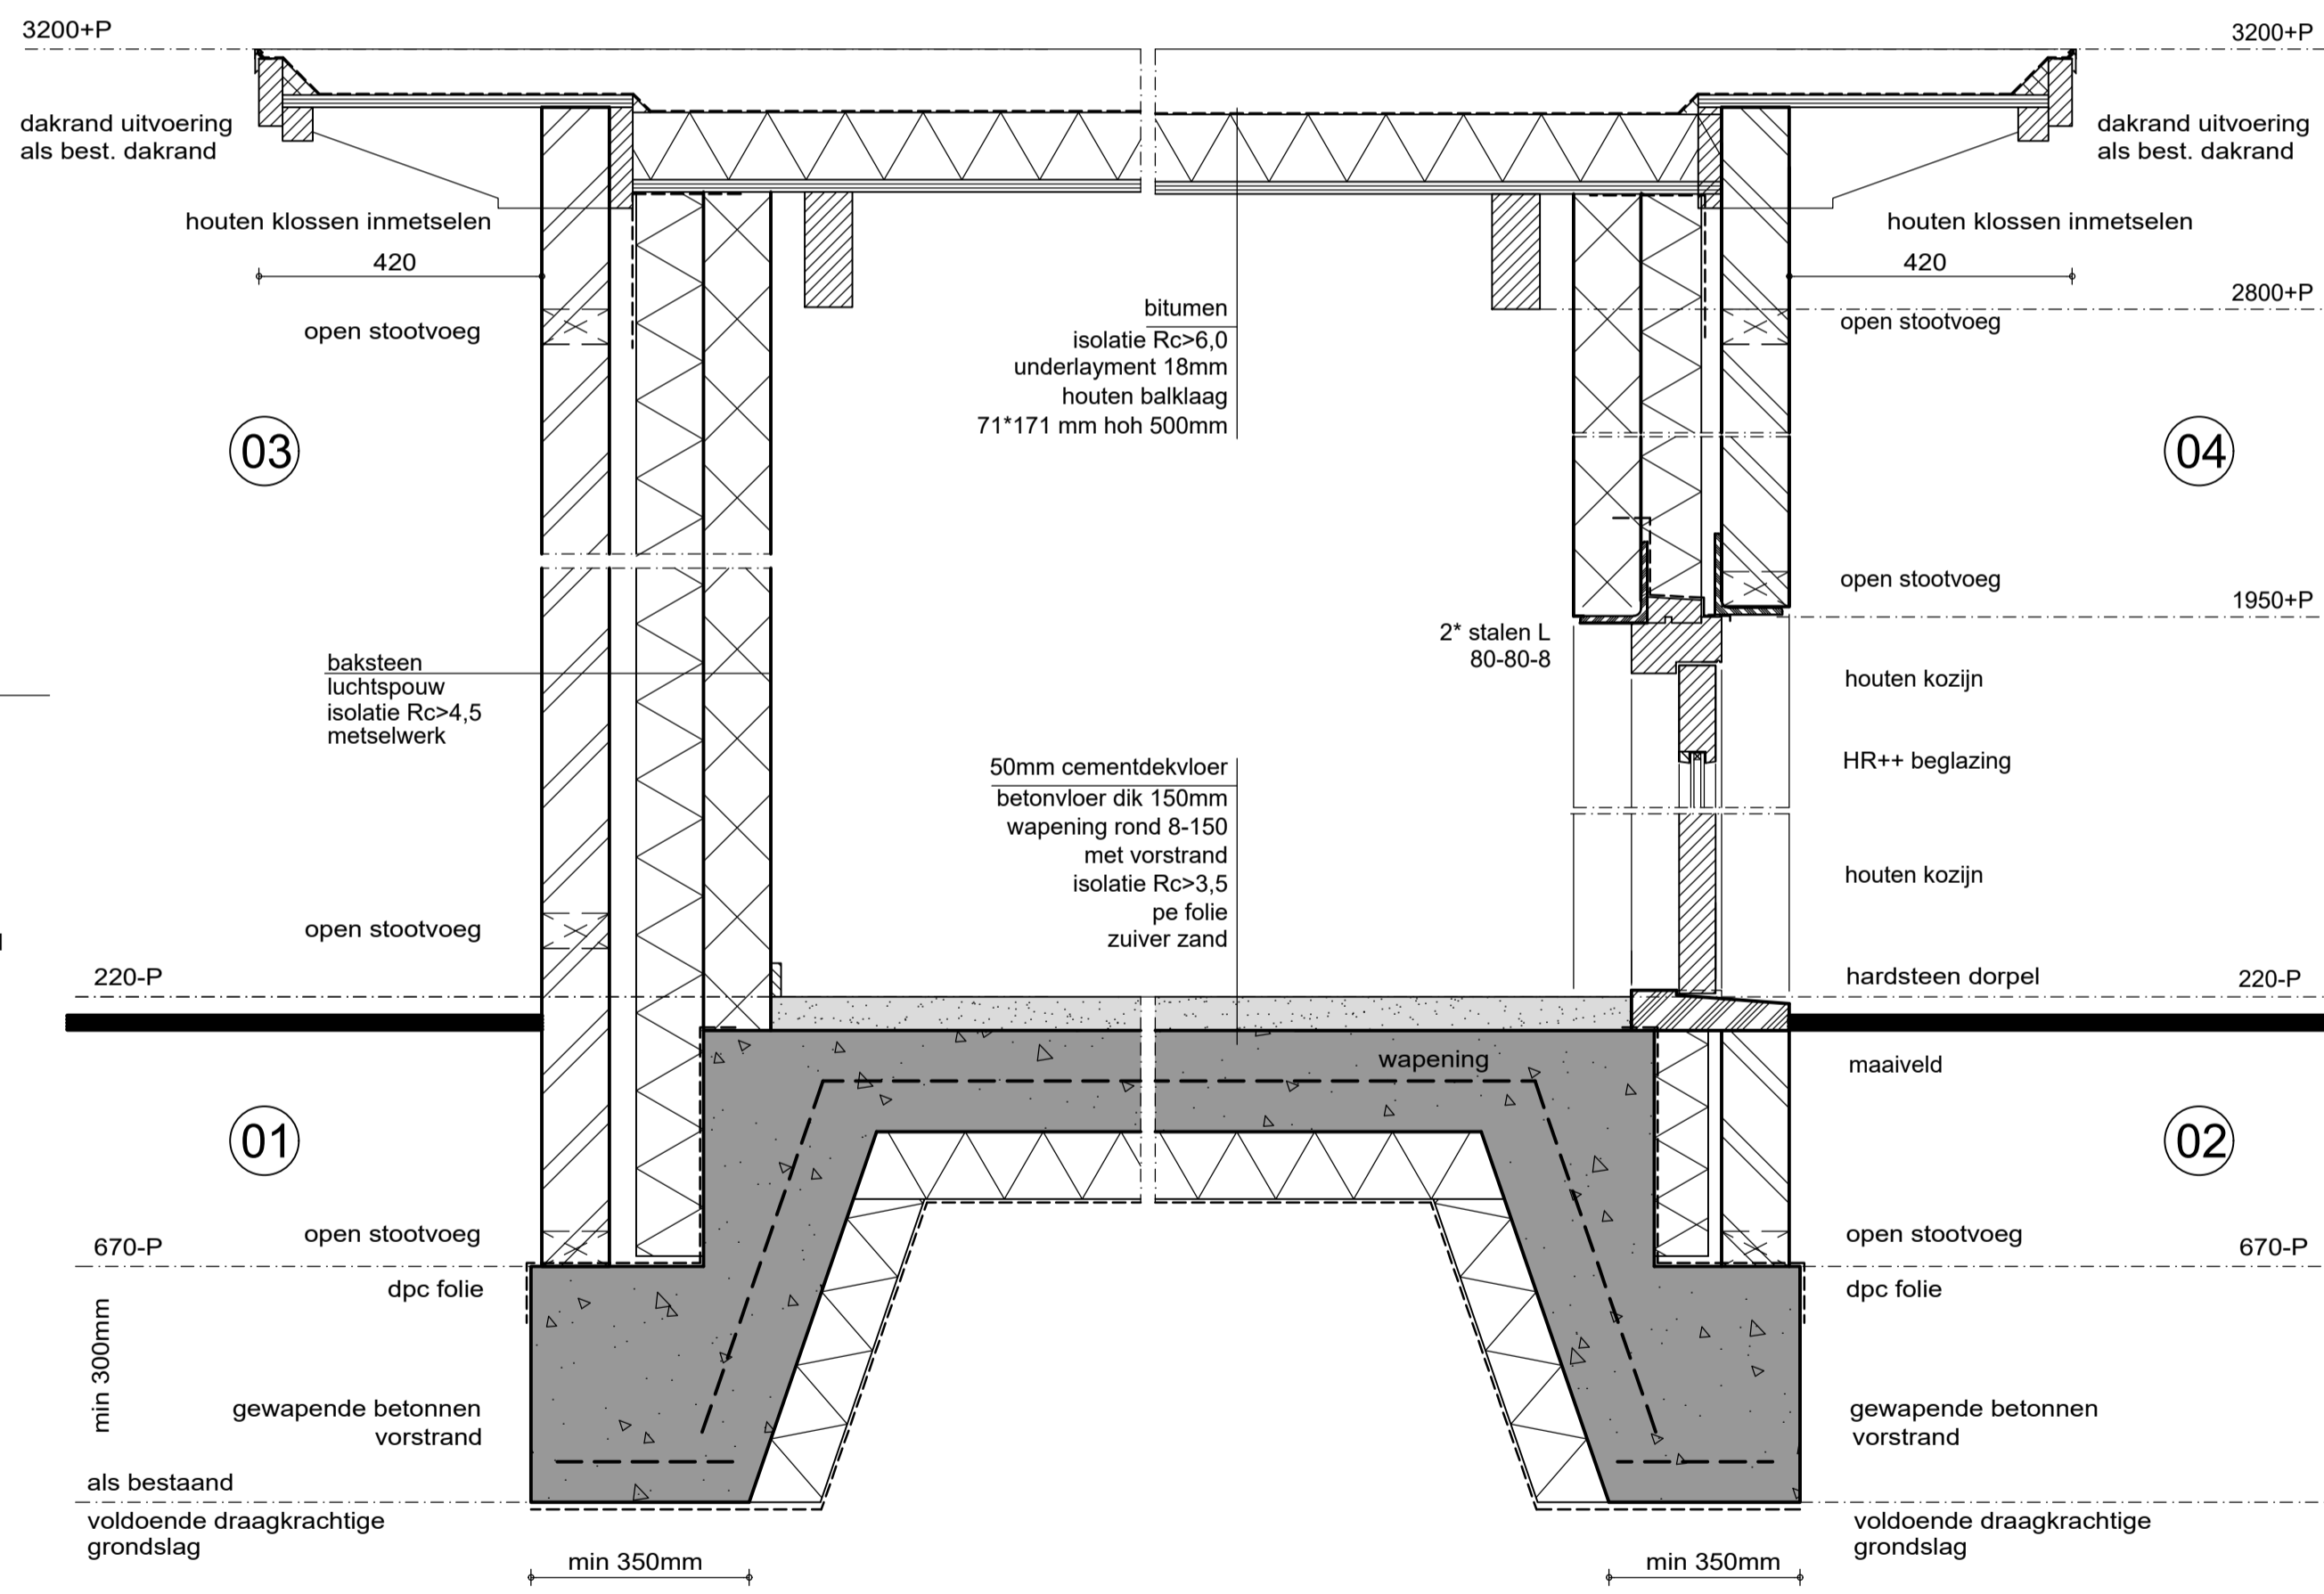 3200+P
3200+P
dakrand uitvoering
als best. dakrand
dakrand uitvoering
als best. dakrand
houten klossen inmetselen
houten klossen inmetselen
420
420
2800+P
open stootvoeg
open stootvoeg
bitumen
isolatie Rc>6,0
underlayment 18mm
houten balklaag
71*171 mm hoh 500mm
03
04
open stootvoeg
1950+P
2* stalen L
80-80-8
baksteen
luchtspouw
isolatie Rc>4,5
metselwerk
houten kozijn
HR++ beglazing
50mm cementdekvloer
betonvloer dik 150mm
wapening rond 8-150
met vorstrand
isolatie Rc>3,5
pe folie
zuiver zand
houten kozijn
open stootvoeg
220-P
hardsteen dorpel
220-P
wapening
maaiveld
01
02
open stootvoeg
670-P
open stootvoeg
670-P
dpc folie
dpc folie
min 300mm
gewapende betonnen
vorstrand
gewapende betonnen
vorstrand
als bestaand
voldoende draagkrachtige
grondslag
voldoende draagkrachtige
grondslag
min 350mm
min 350mm